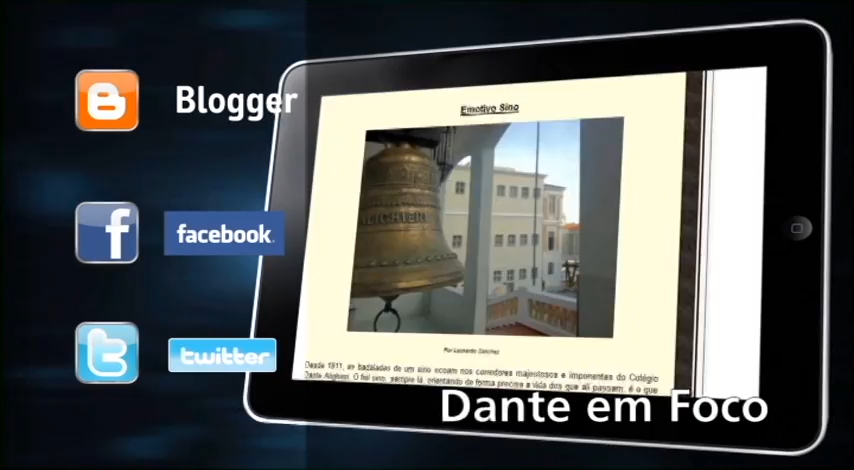 Blogger
facebook
twitter
Emotivo Sino
ALIGHIERI
Por Leonardo Sanchez
Desde 1911, as badaladas de um sino ecoam nos corredores majestosos e imponentes do Colégio
Dante Alighieri. O fiel sino, sempre lá, orientando de forma precisa a vida dos que ali passam, é o que
Dante em Foco